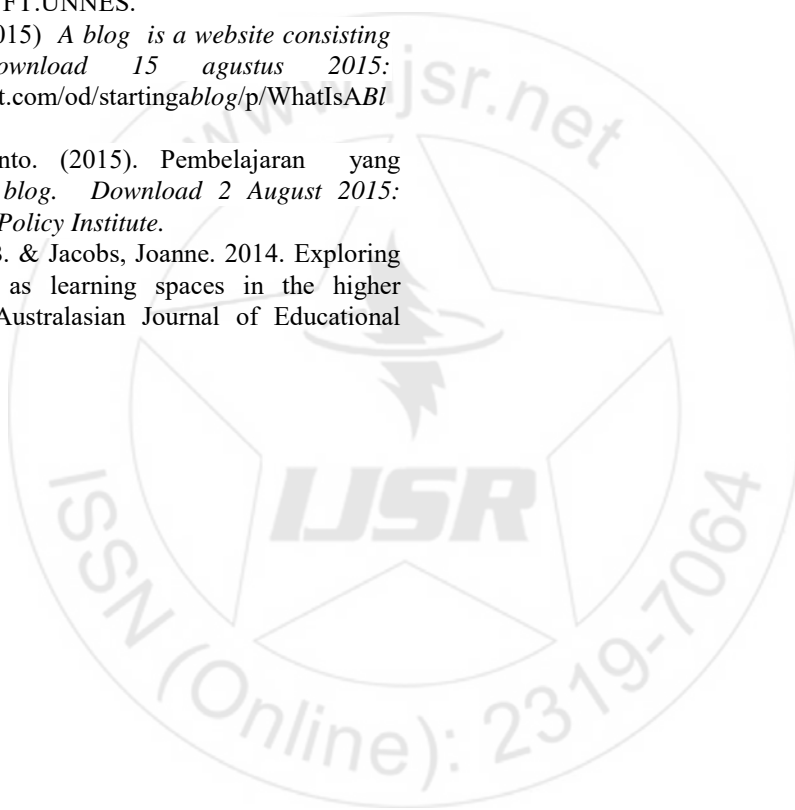 FT.UNNES.
015) A blog is a website consisting
ownload 15 agustus 2015:
t.com/od/startingablog/p/WhatIsABl
nto. (2015). Pembelajaran yang
blog. Download 2 August 2015:
Policy Institute.
. & Jacobs, Joanne. 2014. Exploring
as learning spaces in the higher
Australasian Journal of Educational
www.ijsr.net
IJSR
ISSN (Online): 2319-7064